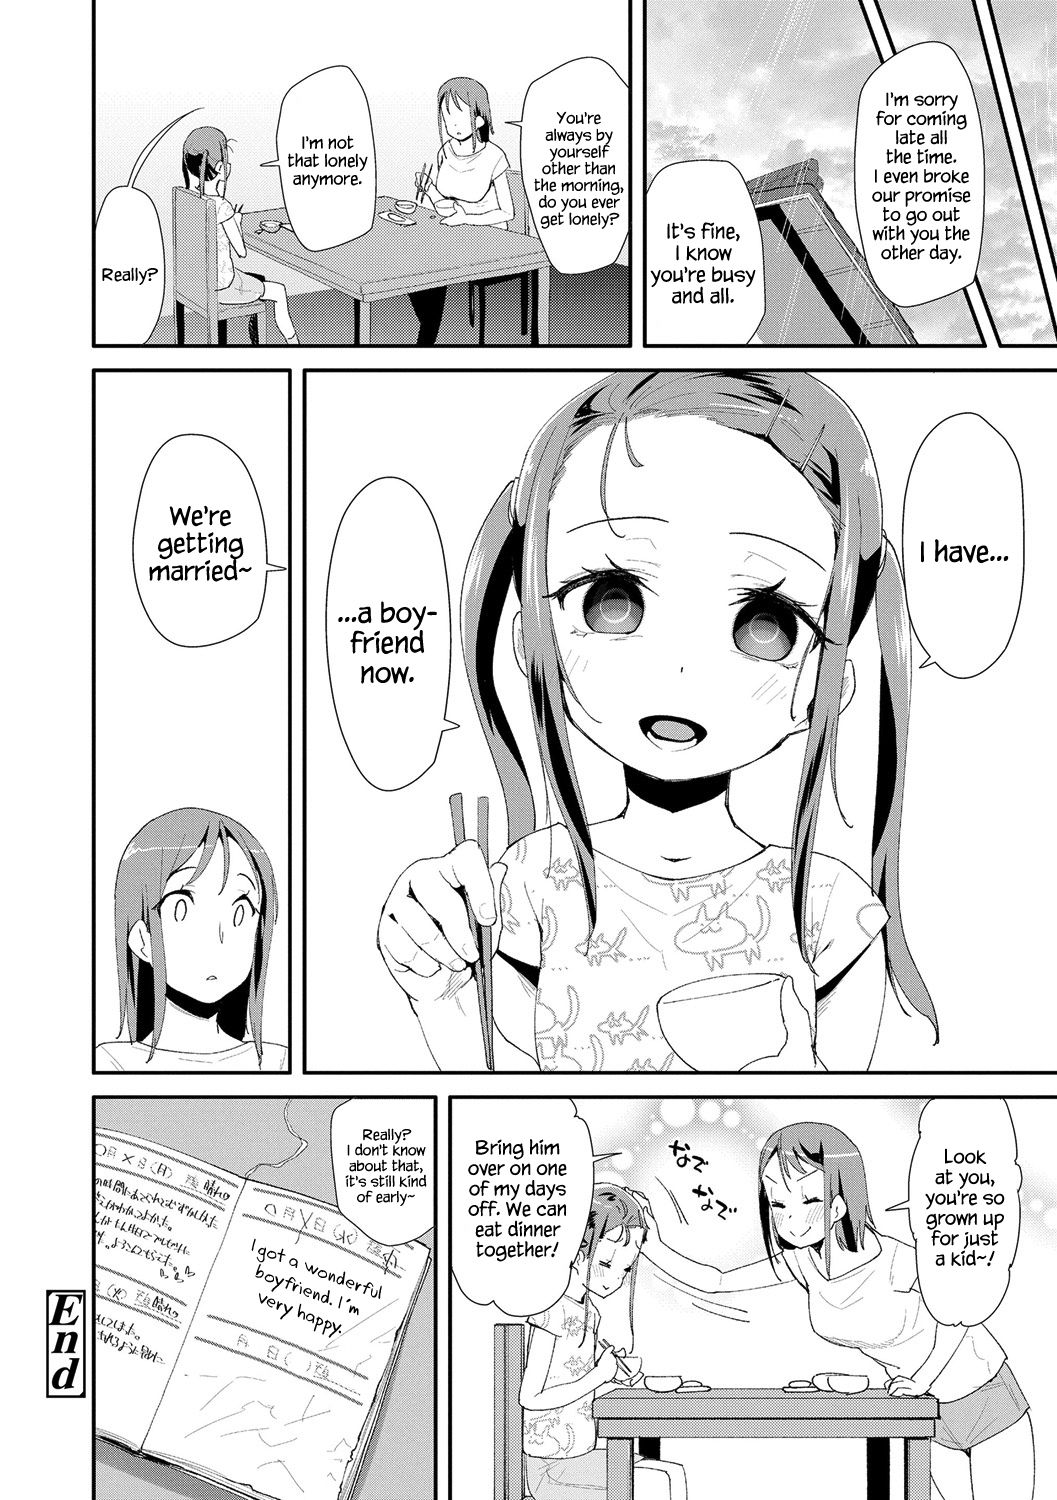 I'm sorry
for coming
late all
the time.
I even broke
our promise
to go out
with you the
other day.
It's fine,
I know
you're busy
and all.
You're
always by
yourself
other than
the morning,
do you ever
get lonely?
I'm not
that lonely
anymore.
Really?
I have...
...a boy-
friend
now.
We're
getting
married~
Look
at you,
you're so
grown up
for just
a kid~!
なで
なで
Bring him
over on one
of my days
off. We can
eat dinner
together!
Really?
I don't know
about that,
it's still kind
of early~
I got a wonderful
boyfriend. I'm
very happy.
End